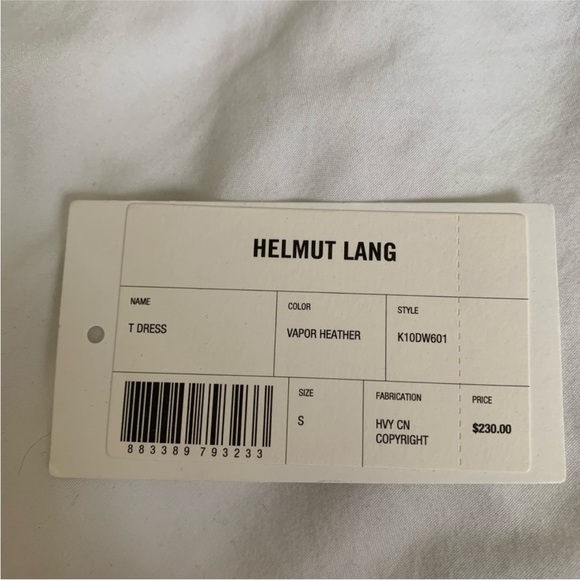 HELMUT LANG
NAME
T DRESS
COLOR
VAPOR HEATHER
STYLE
K10DW601
883389 793233
SIZE
S
FABRICATION
HVY CN
COPYRIGHT
PRICE
$230.00